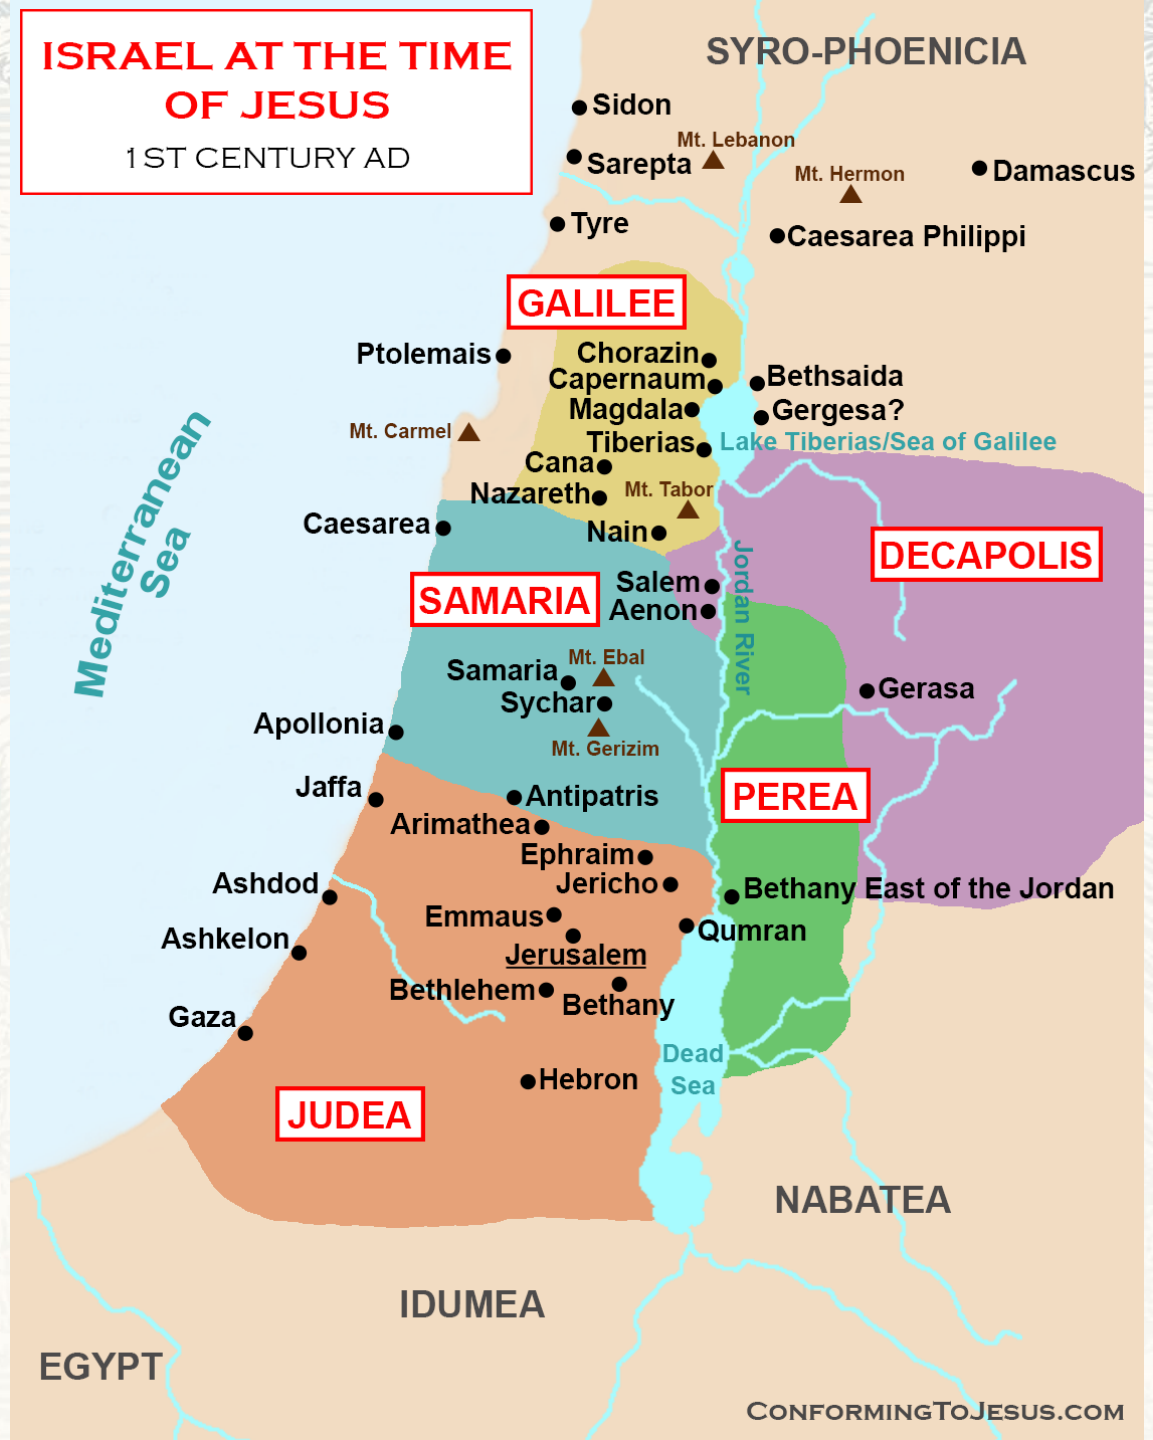 ISRAEL AT THE TIME
OF JESUS
1ST CENTURY AD
SYRO-PHOENICIA
Sidon
Mt. Lebanon
Sarepta
Mt. Hermon
Damascus
Tyre
Caesarea Philippi
GALILEE
Ptolemais
Chorazin
Capernaum
Bethsaida
Magdala
Gergesa?
Mt. Carmel
Tiberias
Lake Tiberias/Sea of Galilee
Cana
Nazareth
Mt. Tabor
Mediterranean
Sea
Caesarea
Nain
Jordan River
DECAPOLIS
SAMARIA
Salem
Aenon
Samaria
Mt. Ebal
Sychar
Gerasa
Apollonia
Mt. Gerizim
Jaffa
Antipatris
PEREA
Arimathea
Ephraim
Jericho
Ashdod
Bethany East of the Jordan
Emmaus
Qumran
Ashkelon
Jerusalem
Bethlehem
Bethany
Gaza
Dead
Sea
Hebron
JUDEA
NABATEA
IDUMEA
EGYPT
CONFORMINGTOJESUS.COM